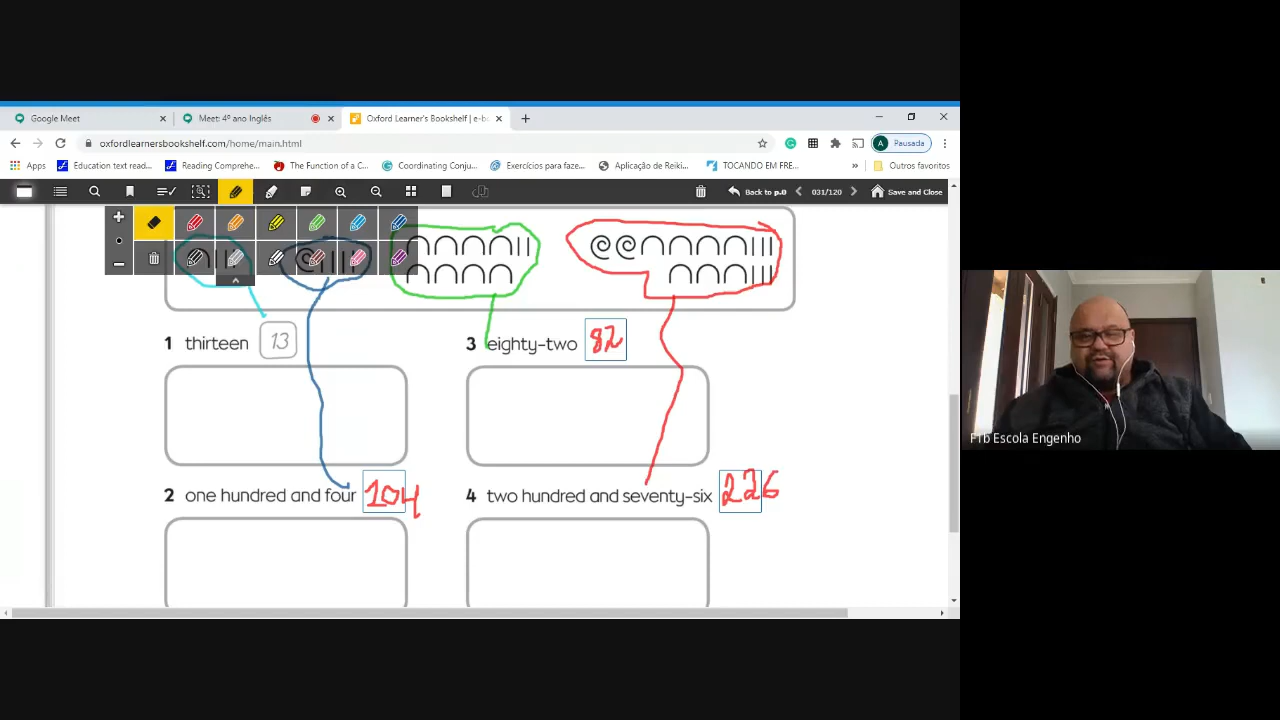 Google Meet
Meet: 4º ano Inglês
Oxford Learner's Bookshelf | e-b
oxfordlearnersbookshelf.com/home/main.html
A Pausada
Apps
Education text read...
Reading Comprehe...
The Function of a C...
Coordinating Conju...
Exercícios para faze...
Aplicação de Reiki...
TOCANDO EM FRE...
»
Outros favoritos
Back to p.0
031/120
Save and Close
1 thirteen 13
3 eighty-two 82
2 one hundred and four 104
4 two hundred and seventy-six 226
F1b Escola Engenho